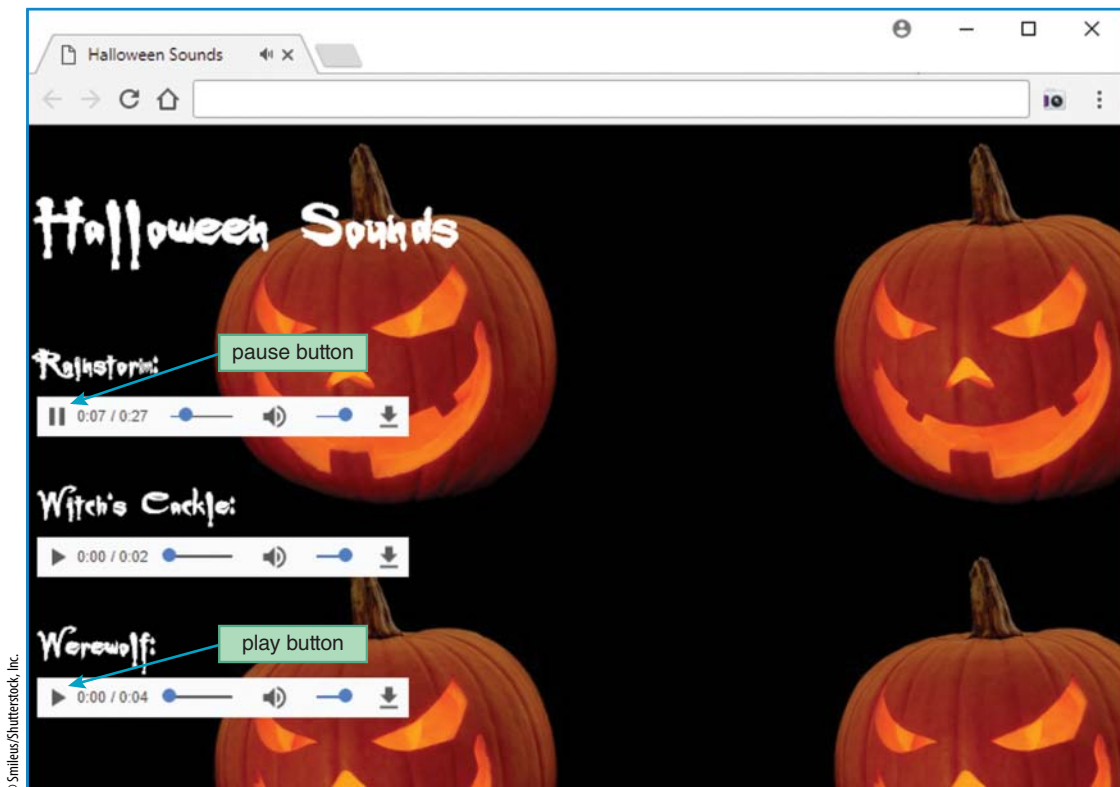 Halloween Sounds
Halloween Sounds
Rainstorm:
pause button
0:07 / 0:27
Witch's Cackle:
0:00 / 0:02
Werewolf:
play button
0:00 / 0:04
© Smileus/Shutterstock, Inc.